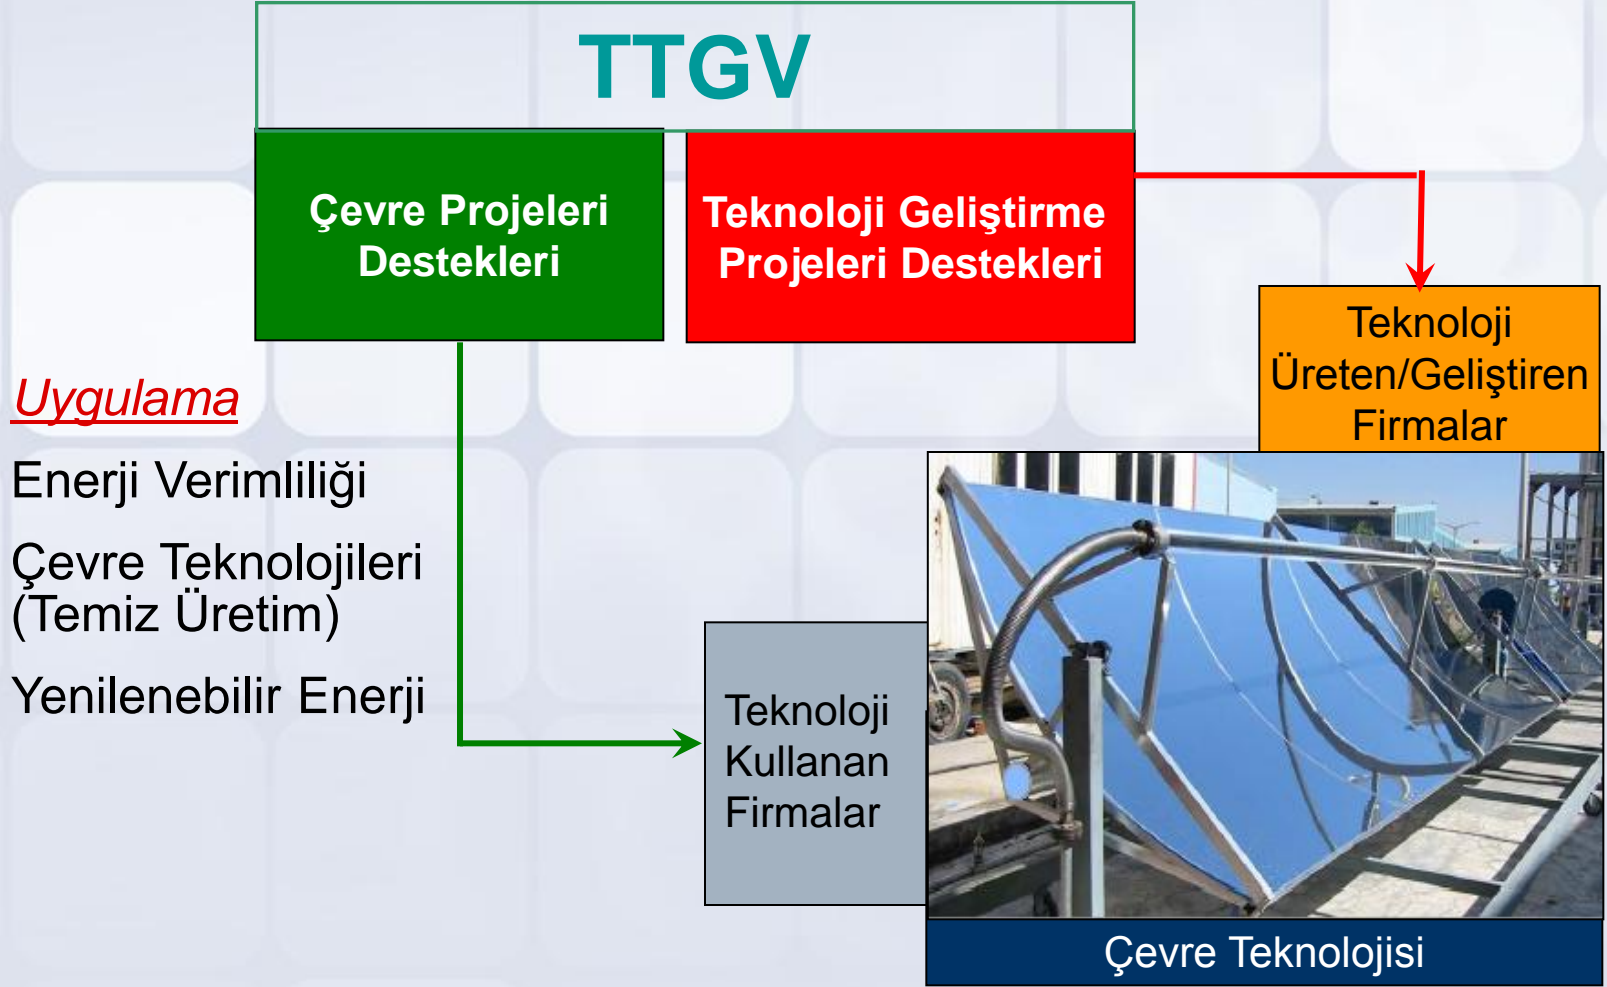 TTGV
Çevre Projeleri
Destekleri
Teknoloji Geliştirme
Projeleri Destekleri
Teknoloji
Üreten/Geliştiren
Firmalar
Uygulama
Enerji Verimliliği
Çevre Teknolojileri
(Temiz Üretim)
Yenilenebilir Enerji
Teknoloji
Kullanan
Firmalar
Çevre Teknolojisi